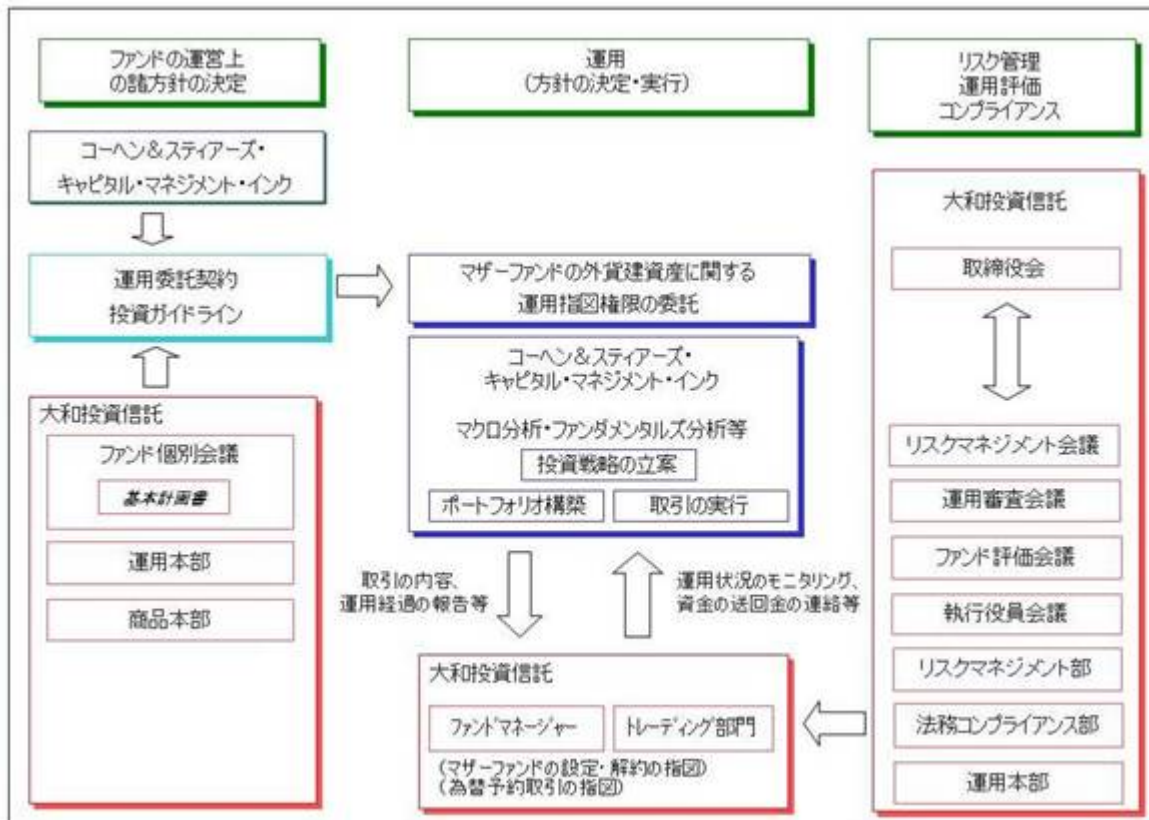 ファンドの運営上
の諸方針の決定
運用
(方針の決定・実行)
リスク管理
運用評価
コンプライアンス
コーヘン&スティアーズ・
キャピタル・マネジメント・インク
運用委託契約
投資ガイドライン
大和投資信託
ファンド個別会議
基本計画書
運用本部
商品本部
マザーファンドの外貨建資産に関する
運用指図権限の委託
コーヘン&スティアーズ・
キャピタル・マネジメント・インク
マクロ分析・ファンダメンタルズ分析等
投資戦略の立案
ポートフォリオ構築
取引の実行
取引の内容、
運用経過の報告等
運用状況のモニタリング、
資金の送回金の連絡等
大和投資信託
ファンドマネージャー
トレーディング部門
(マザーファンドの設定・解約の指図)
(為替予約取引の指図)
大和投資信託
取締役会
リスクマネジメント会議
運用審査会議
ファンド評価会議
執行役員会議
リスクマネジメント部
法務コンプライアンス部
運用本部